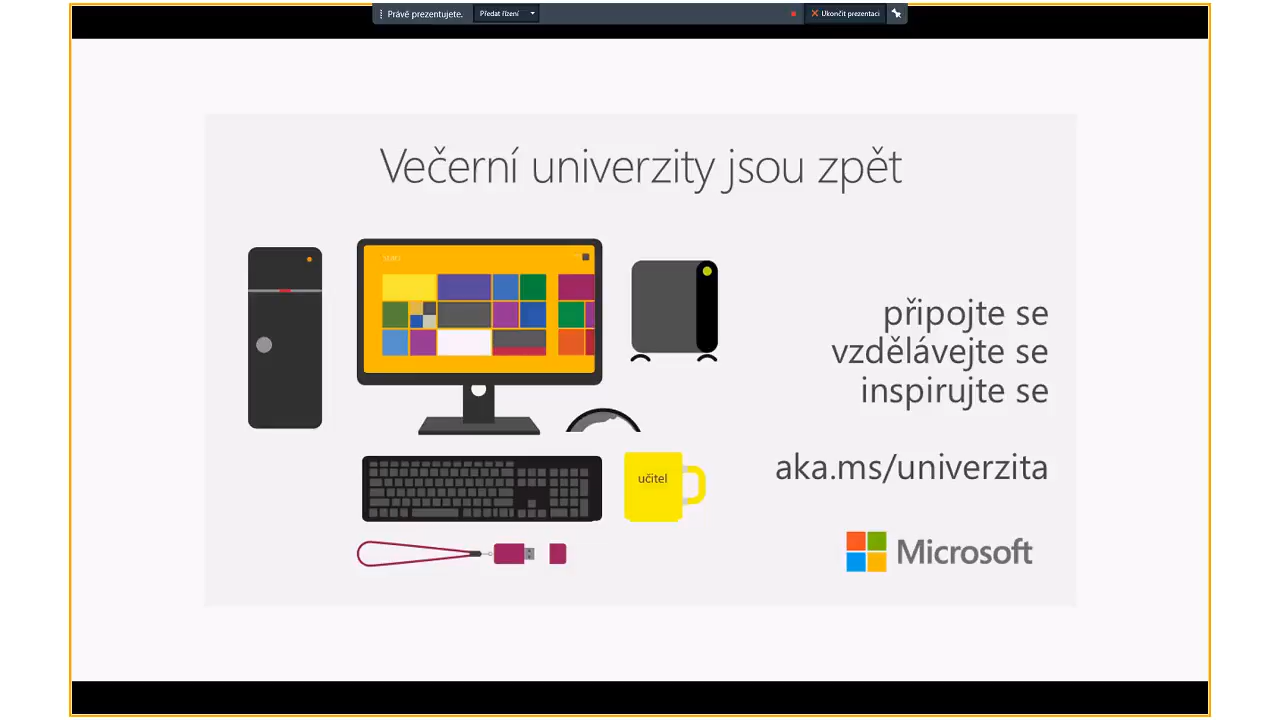 Právě prezentujete. Předat řízení Ukončit prezentaci
Večerní univerzity jsou zpět
Start
připojte se
vzdělávejte se
inspirujte se
učitel
aka.ms/univerzita
Microsoft